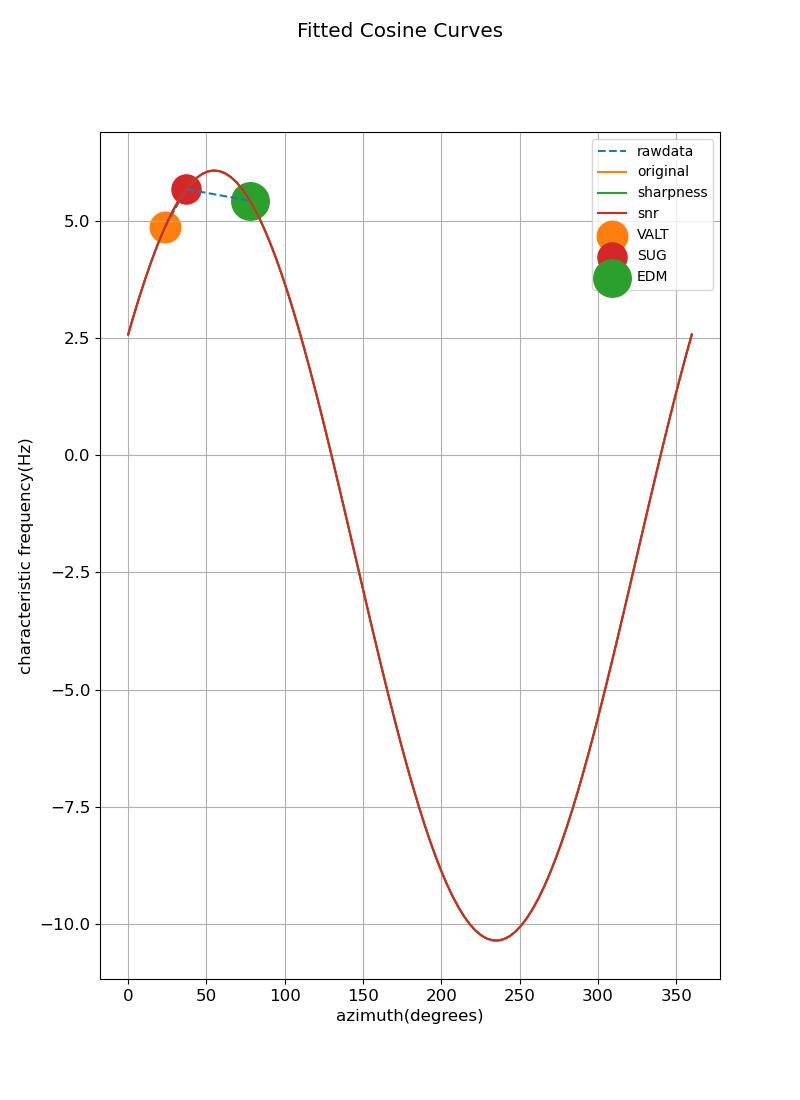 Fitted Cosine Curves
rawdata
original
sharpness
snr
VALT
SUG
EDM
5.0
2.5
0.0
−2.5
−5.0
−7.5
−10.0
characteristic frequency(Hz)
0 50 100 150 200 250 300 350
azimuth(degrees)